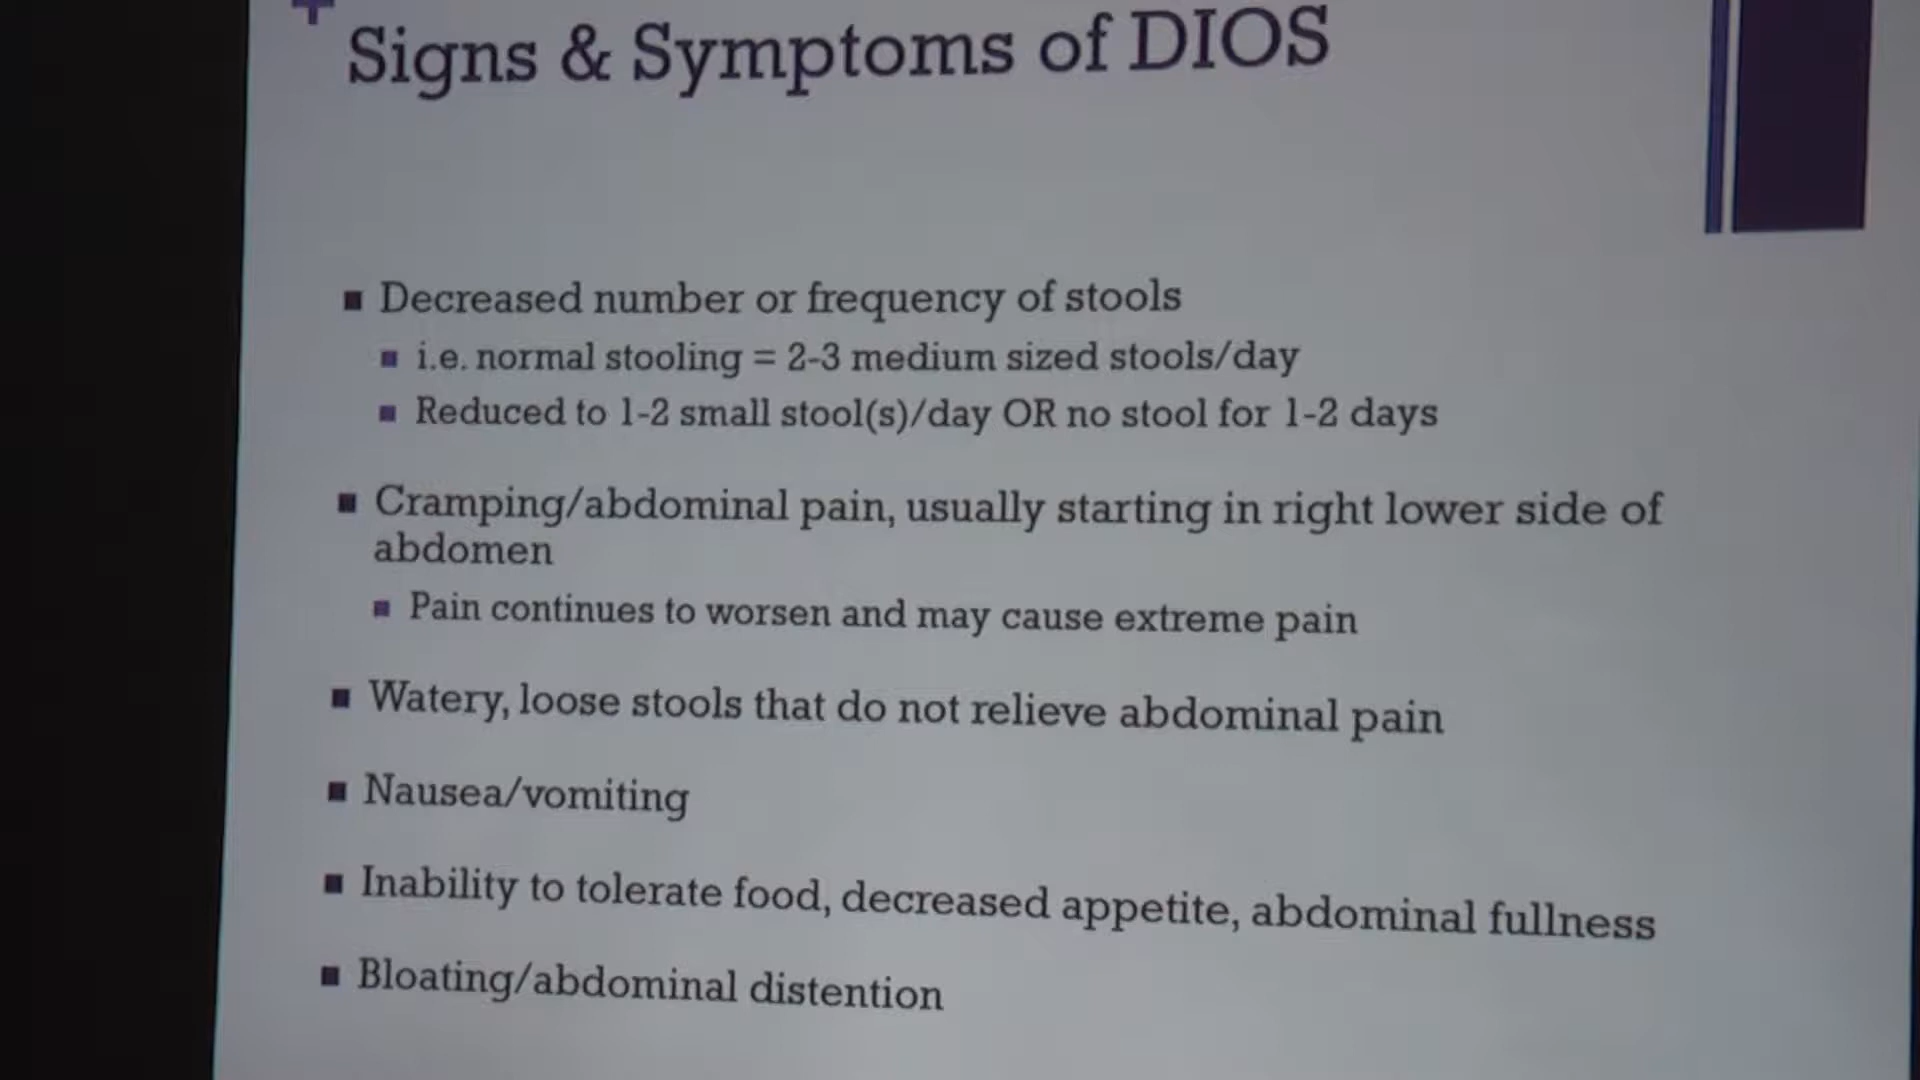 Signs & Symptoms of DIOS
Decreased number or frequency of stools
i.e. normal stooling = 2-3 medium sized stools/day
Reduced to 1-2 small stool(s)/day OR no stool for 1-2 days
Cramping/abdominal pain, usually starting in right lower side of
abdomen
Pain continues to worsen and may cause extreme pain
Watery, loose stools that do not relieve abdominal pain
Nausea/vomiting
Inability to tolerate food, decreased appetite, abdominal fullness
Bloating/abdominal distention